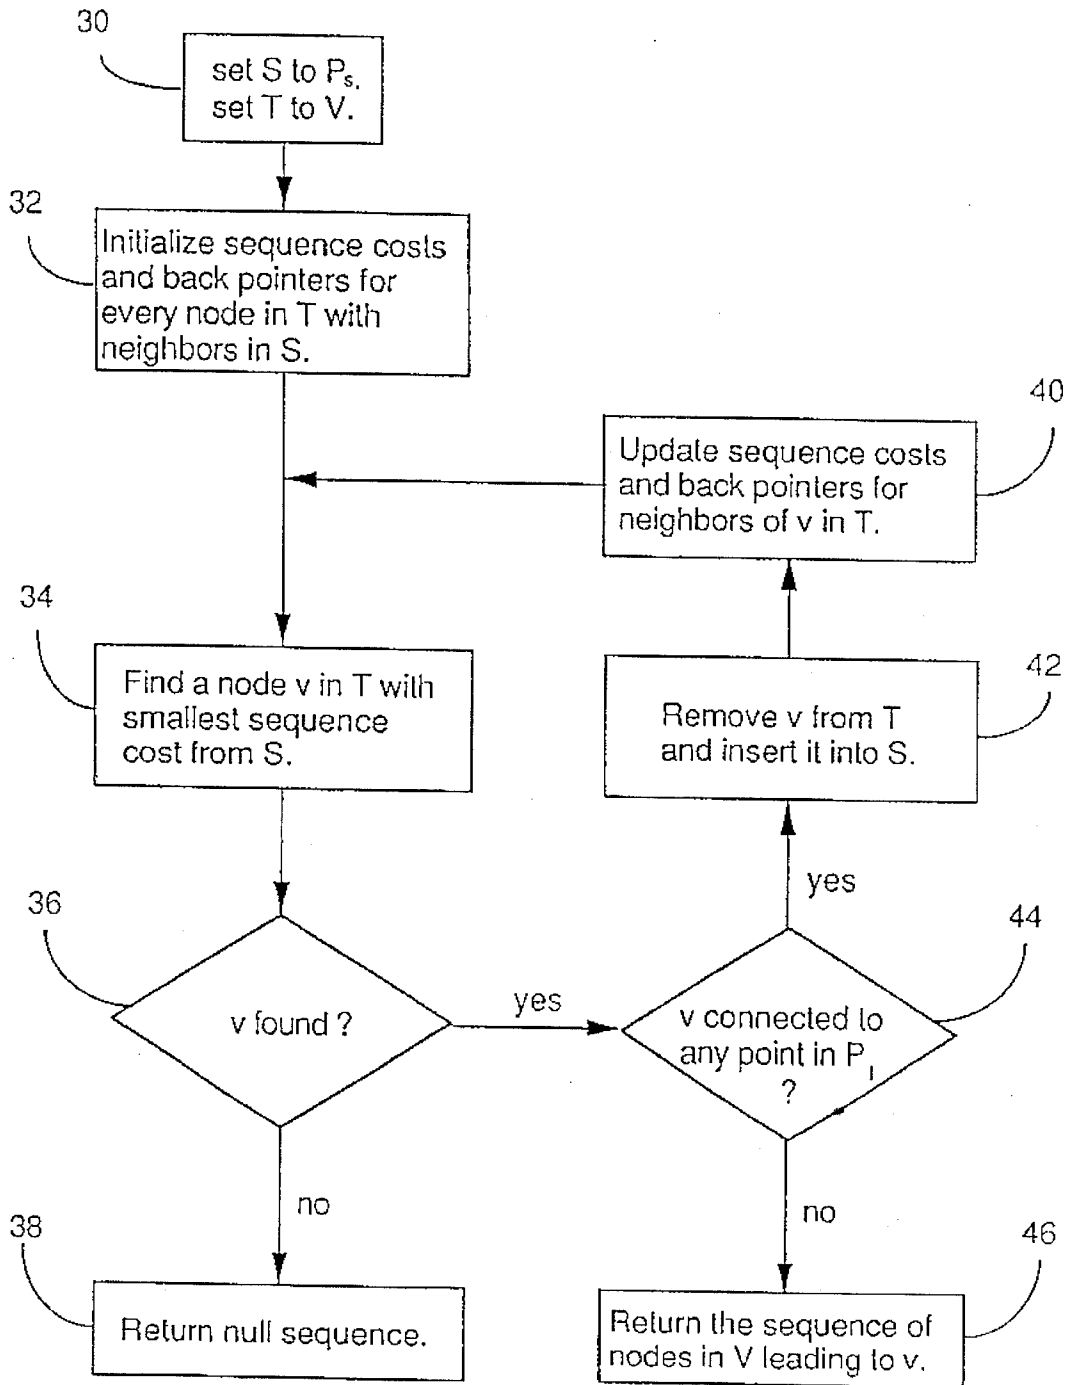 30
set S to Ps.
set T to V.
32
Initialize sequence costs
and back pointers for
every node in T with
neighbors in S.
40
Update sequence costs
and back pointers for
neighbors of v in T.
34
Find a node v in T with
smallest sequence
cost from S.
42
Remove v from T
and insert it into S.
yes
36
v found ?
yes
44
v connected to
any point in Pl
?
no
no
38
Return null sequence.
46
Return the sequence of
nodes in V leading to v.